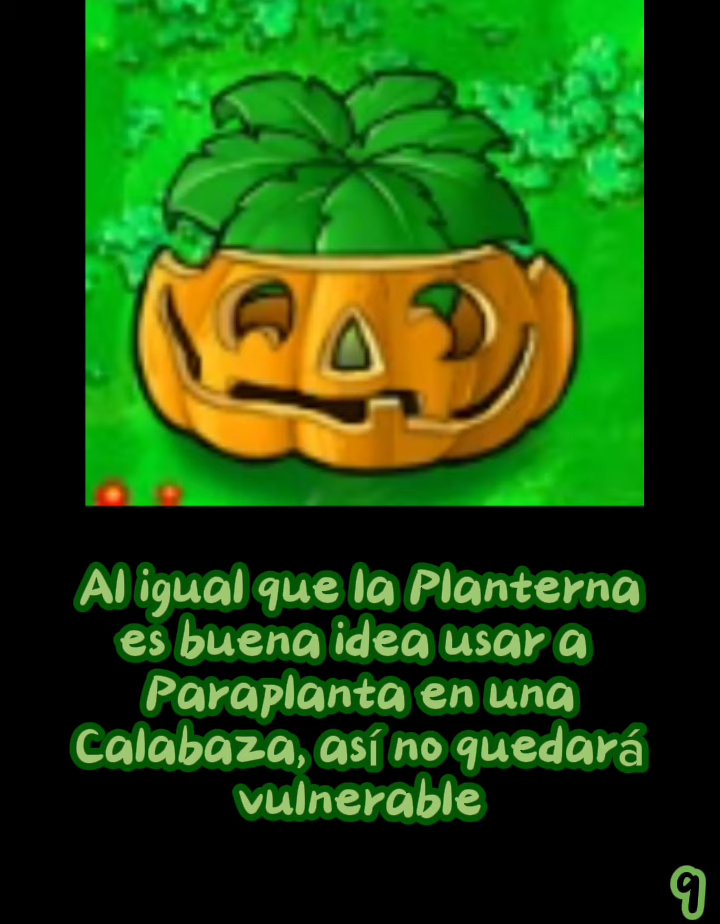 Al igual que la Planterna
es buena idea usar a
Paraplanta en una
Calabaza, así no quedará
vulnerable
9